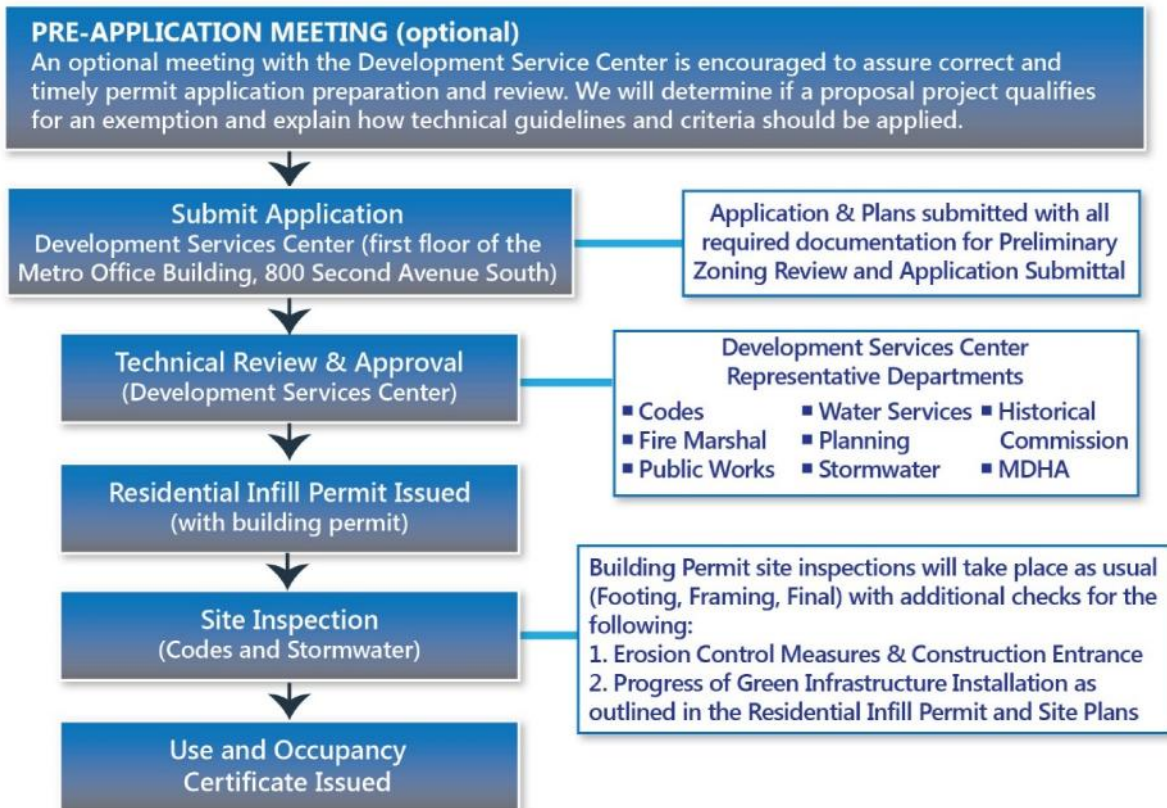 PRE-APPLICATION MEETING (optional)
An optional meeting with the Development Service Center is encouraged to assure correct and
timely permit application preparation and review. We will determine if a proposal project qualifies
for an exemption and explain how technical guidelines and criteria should be applied.
Submit Application
Development Services Center (first floor of the
Metro Office Building, 800 Second Avenue South)
Application & Plans submitted with all
required documentation for Preliminary
Zoning Review and Application Submittal
Technical Review & Approval
(Development Services Center)
Development Services Center
Representative Departments
▪ Codes ▪ Water Services ▪ Historical
▪ Fire Marshal ▪ Planning Commission
▪ Public Works ▪ Stormwater ▪ MDHA
Residential Infill Permit Issued
(with building permit)
Site Inspection
(Codes and Stormwater)
Building Permit site inspections will take place as usual
(Footing, Framing, Final) with additional checks for the
following:
1. Erosion Control Measures & Construction Entrance
2. Progress of Green Infrastructure Installation as
outlined in the Residential Infill Permit and Site Plans
Use and Occupancy
Certificate Issued